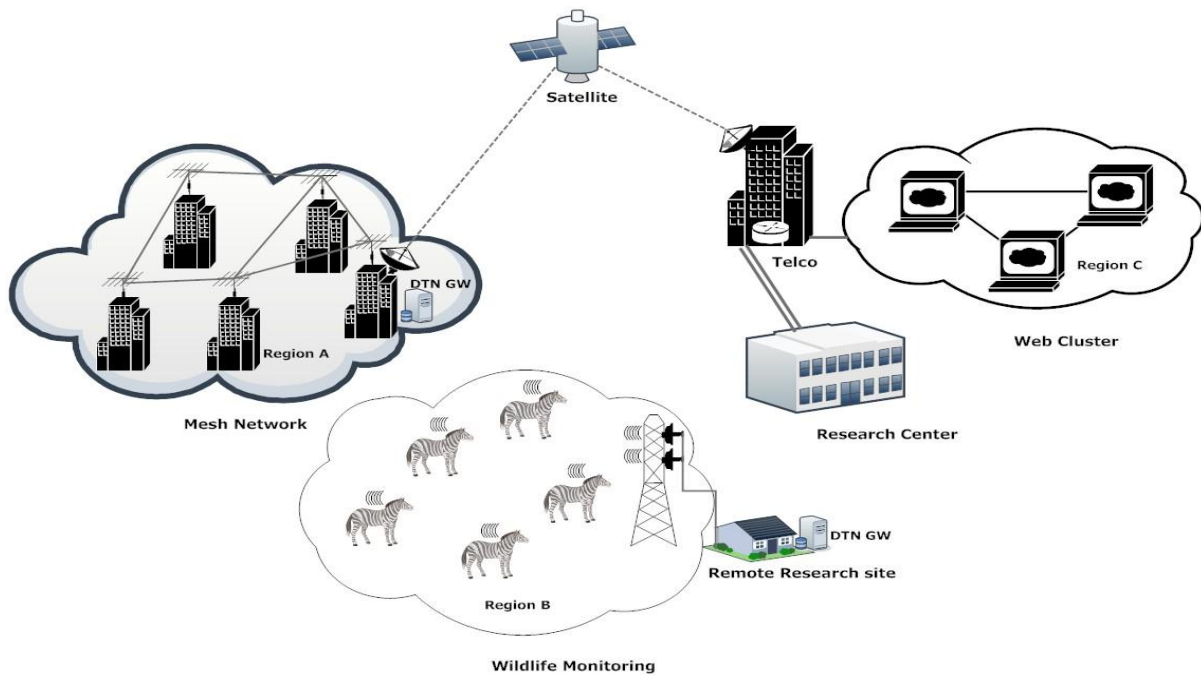 Satellite
DTN GW
Region A
Mesh Network
Telco
Region C
Web Cluster
Research Center
DTN GW
Remote Research site
Region B
Wildlife Monitoring